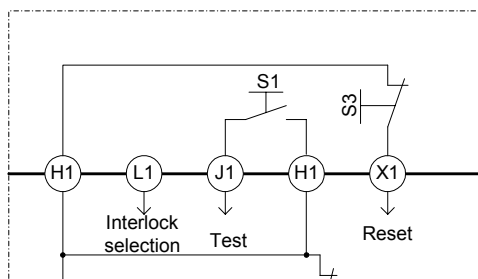 S1
S3
H1 L1 J1 H1 X1
Interlock
selection
Test
Reset